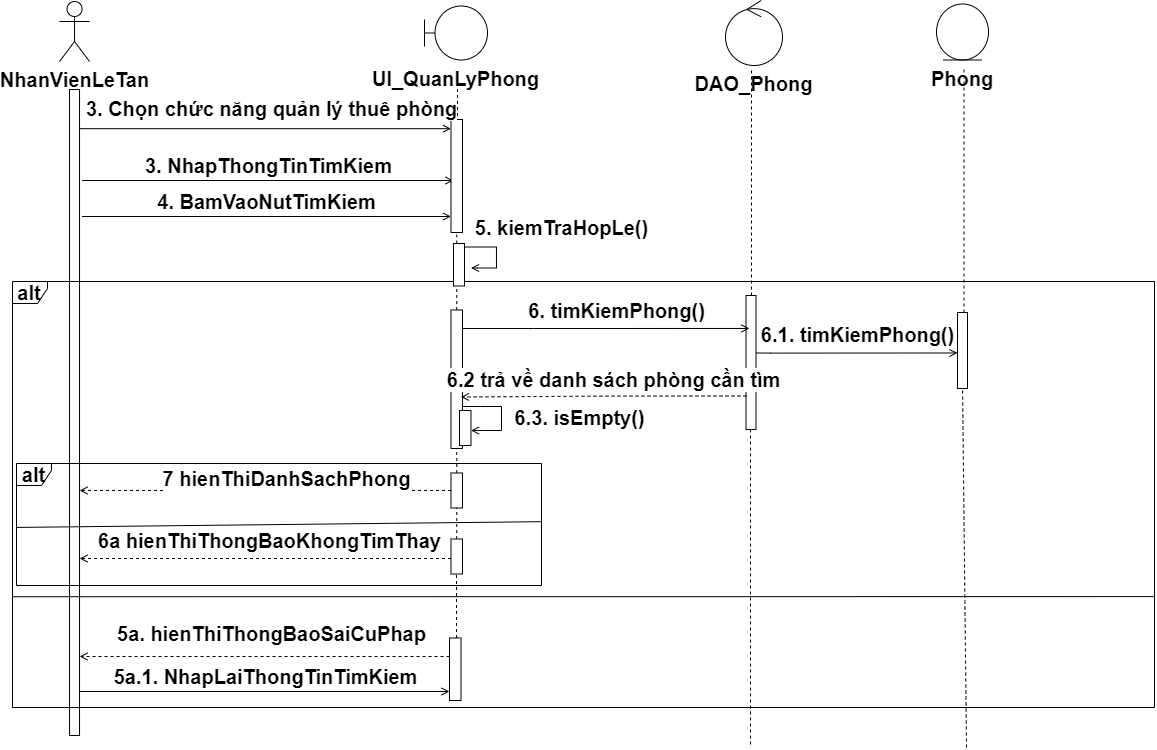 NhanVienLeTan
UI_QuanLyPhong
DAO_Phong
Phong
3. Chọn chức năng quản lý thuê phòng
3. NhapThongTinTimKiem
4. BamVaoNutTimKiem
5. kiemTraHopLe()
alt
6. timKiemPhong()
6.1. timKiemPhong()
6.2 trả về danh sách phòng cần tìm
6.3. isEmpty()
alt
7 hienThiDanhSachPhong
6a hienThiThongBaoKhongTimThay
5a. hienThiThongBaoSaiCuPhap
5a.1. NhapLaiThongTinTimKiem